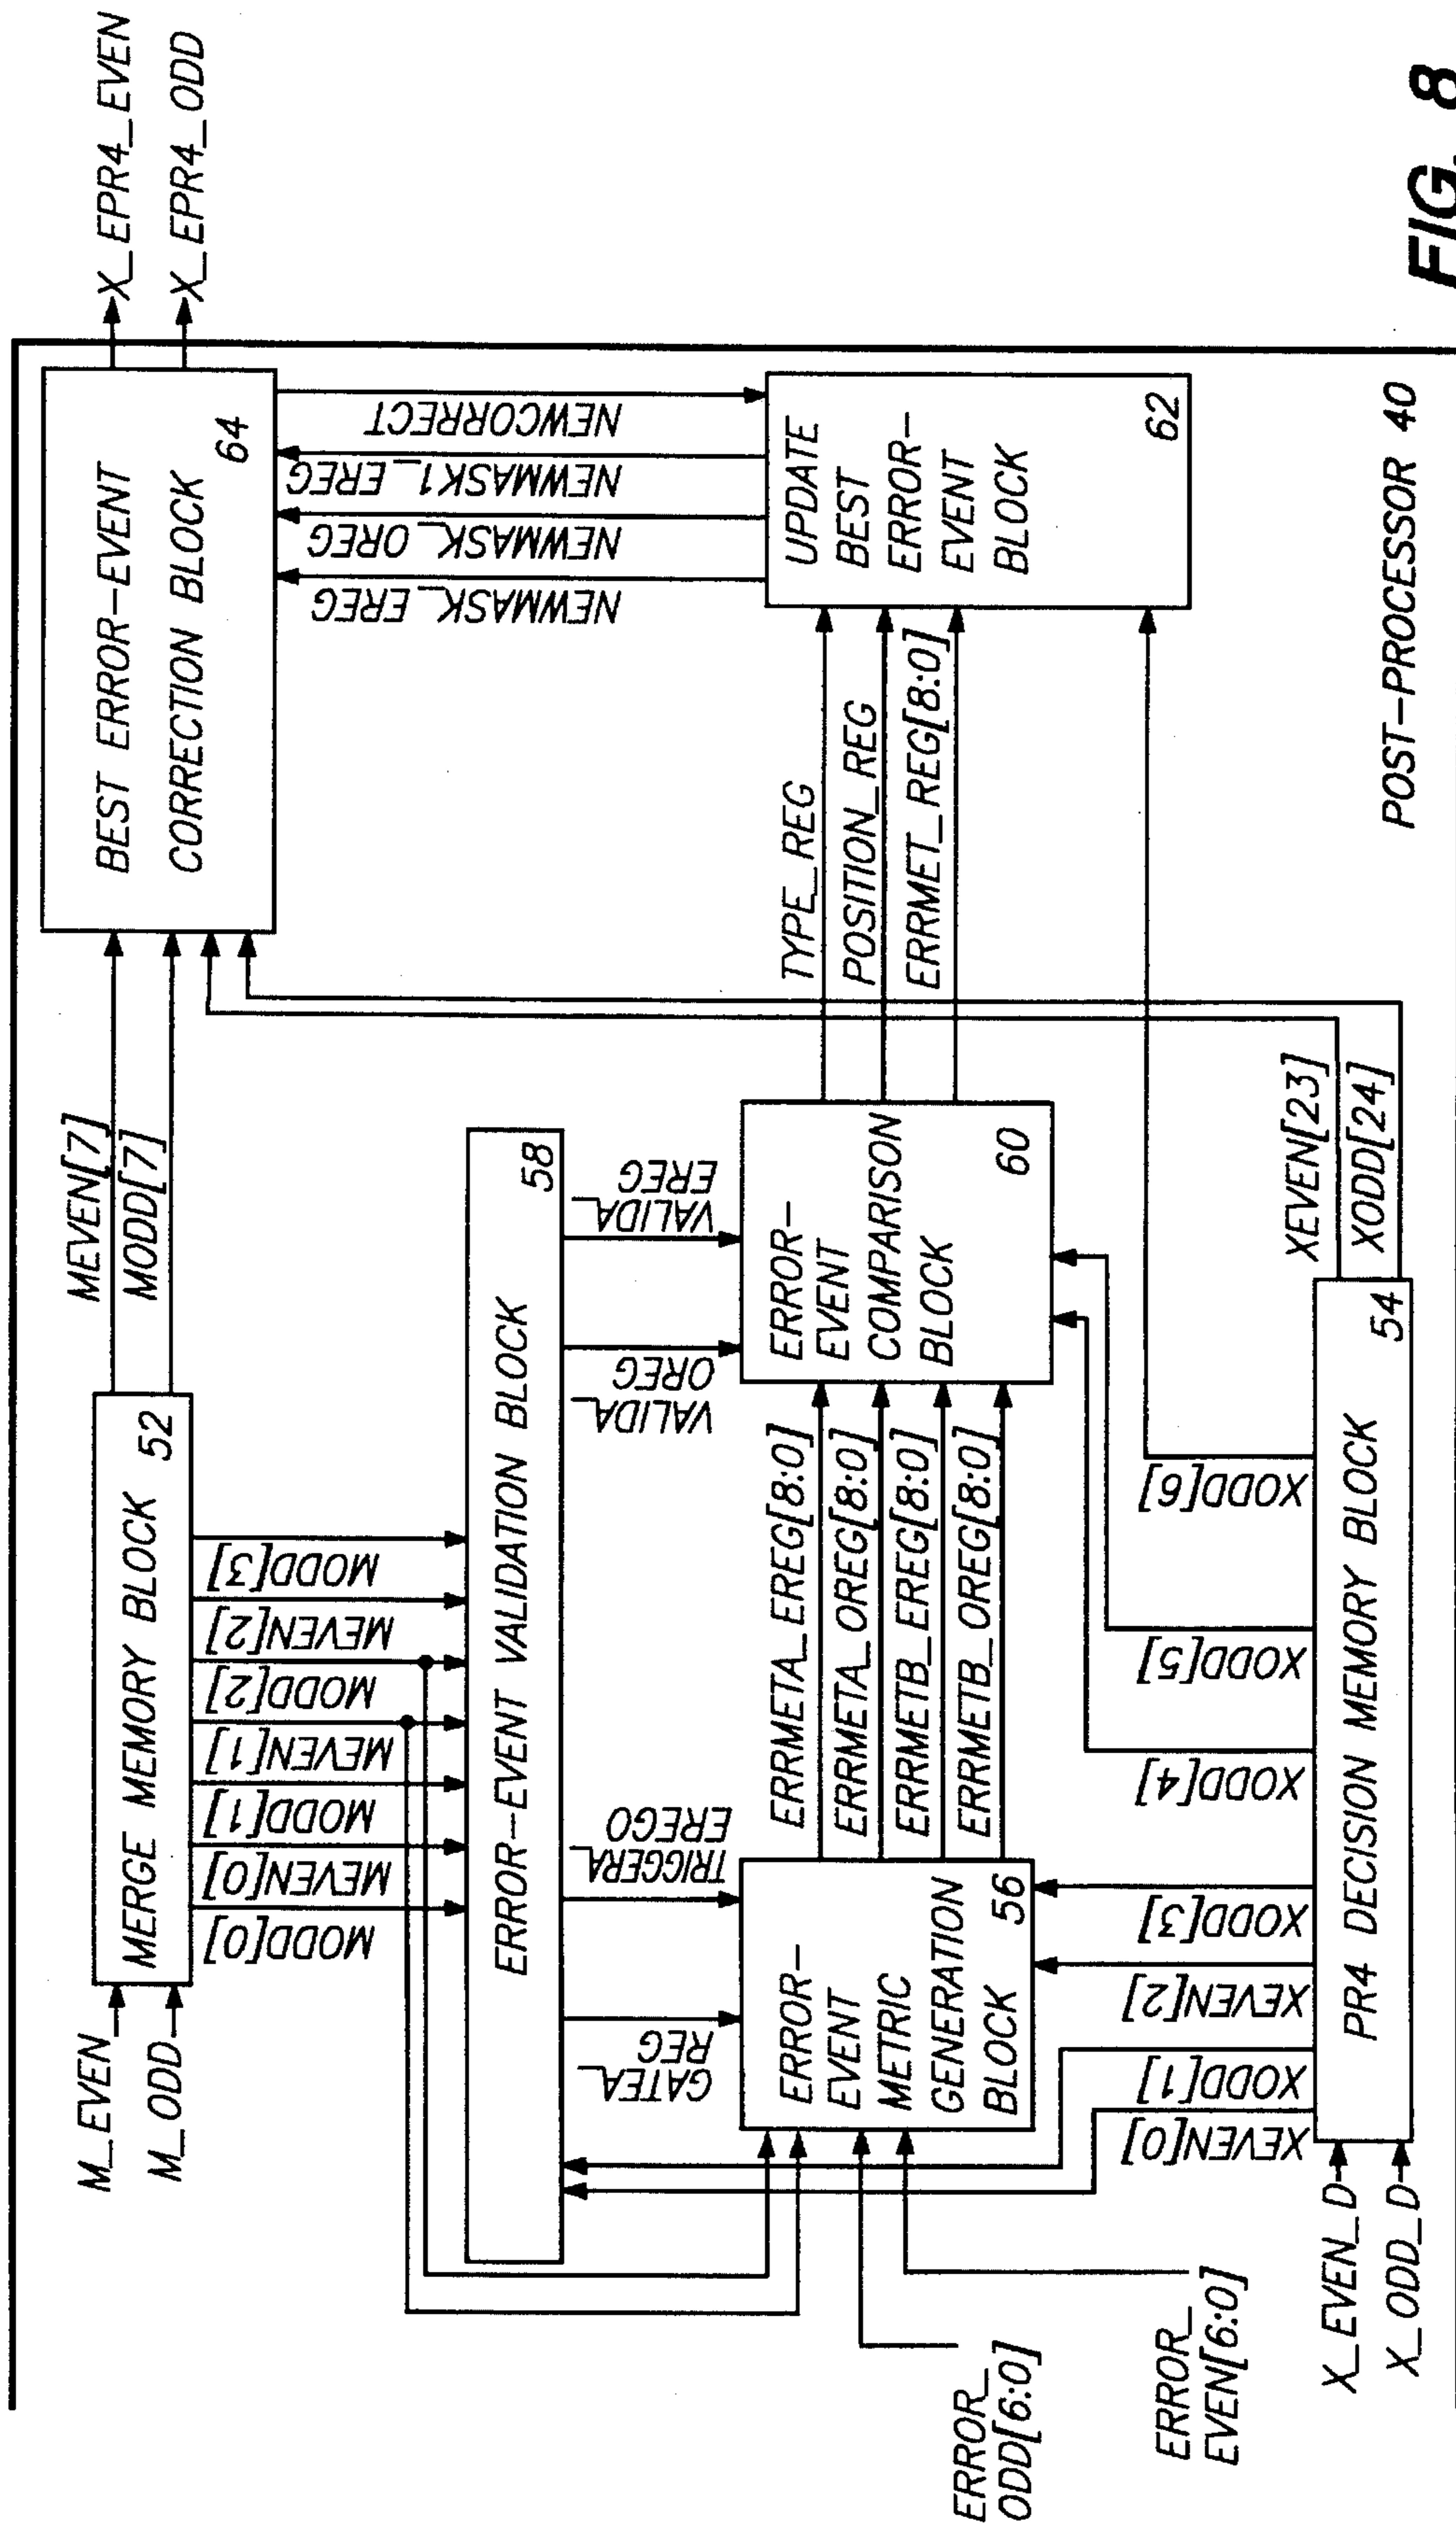 M_EVEN
M_ODD
MERGE MEMORY BLOCK 52
MEVEN[7]
MODD[7]
BEST ERROR-EVENT
CORRECTION BLOCK
64
X_EPR4_EVEN
X_EPR4_ODD
MODD[0]
MEVEN[0]
MODD[1]
MEVEN[1]
MODD[2]
MEVEN[2]
MODD[3]
NEWMASK_EREG
NEWMASK_OREG
NEWMASK1_EREG
NEWCORRECT
ERROR-EVENT VALIDATION BLOCK
58
GATEA_
REG
TRIGGERA_
EREGO
VALIDA_
OREG
VALIDA_
EREG
ERROR-
EVENT
METRIC
GENERATION
BLOCK
56
ERRMETA_EREG[8:0]
ERRMETA_OREG[8:0]
ERRMETB_EREG[8:0]
ERRMETB_OREG[8:0]
ERROR-
EVENT
COMPARISON
BLOCK
60
TYPE_REG
POSITION_REG
ERRMET_REG[8:0]
UPDATE
BEST
ERROR-
EVENT
BLOCK
62
ERROR_
ODD[6:0]
ERROR_
EVEN[6:0]
XEVEN[0]
XODD[1]
XEVEN[2]
XODD[3]
XODD[4]
XODD[5]
XODD[6]
X_EVEN_D
X_ODD_D
PR4 DECISION MEMORY BLOCK
54
XEVEN[23]
XODD[24]
POST-PROCESSOR 40
FIG. 8